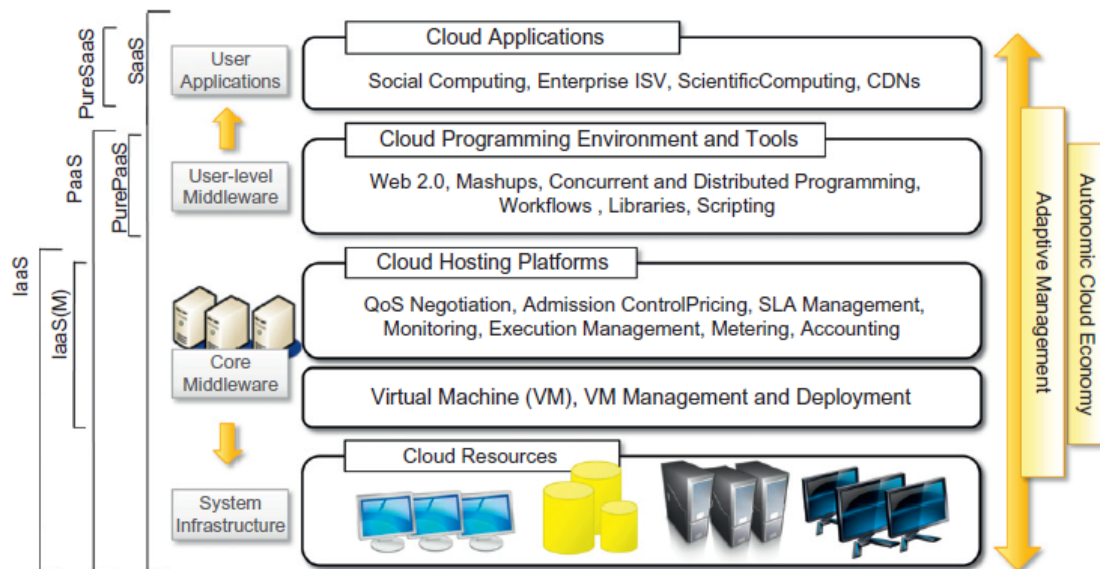 PureSaaS
SaaS
User
Applications
Cloud Applications
Social Computing, Enterprise ISV, ScientificComputing, CDNs
PaaS
PurePaaS
User-level
Middleware
Cloud Programming Environment and Tools
Web 2.0, Mashups, Concurrent and Distributed Programming,
Workflows , Libraries, Scripting
IaaS
IaaS(M)
Core
Middleware
Cloud Hosting Platforms
QoS Negotiation, Admission ControlPricing, SLA Management,
Monitoring, Execution Management, Metering, Accounting
Virtual Machine (VM), VM Management and Deployment
System
Infrastructure
Cloud Resources
Adaptive Management
Autonomic Cloud Economy